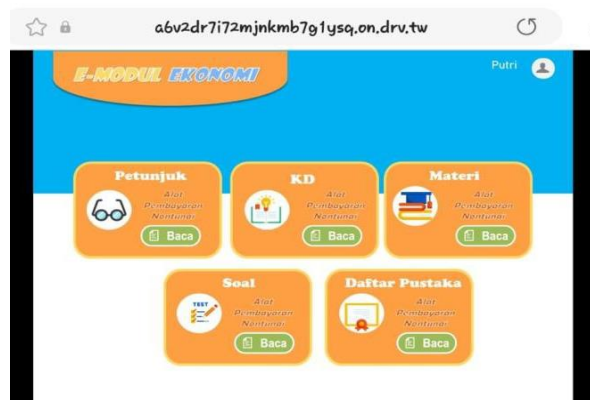 a6v2dr7i72mjnkmb7g1ysq.on.drv.tw
E-MODUL EKONOMI
Putri
Petunjuk
Alat
Pembayaran
Nontunai
Baca
KD
Alat
Pembayaran
Nontunai
Baca
Materi
Alat
Pembayaran
Nontunai
Baca
Soal
TEST
Alat
Pembayaran
Nontunai
Baca
Daftar Pustaka
Alat
Pembayaran
Nontunai
Baca